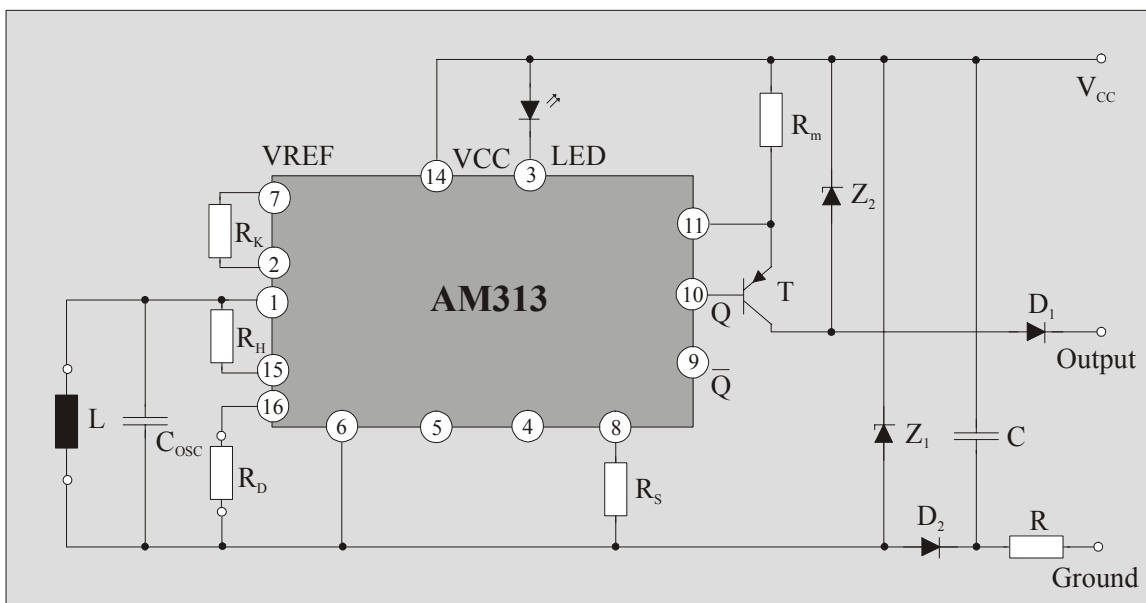 V_CC
R_m
VREF
VCC
LED
14
3
7
Z_2
11
R_K
2
AM313
10
Q
T
1
D_1
R_H
Output
9
Q̅
15
16
L
C_OSC
6
5
4
8
Z_1
C
R_D
R_S
D_2
R
Ground